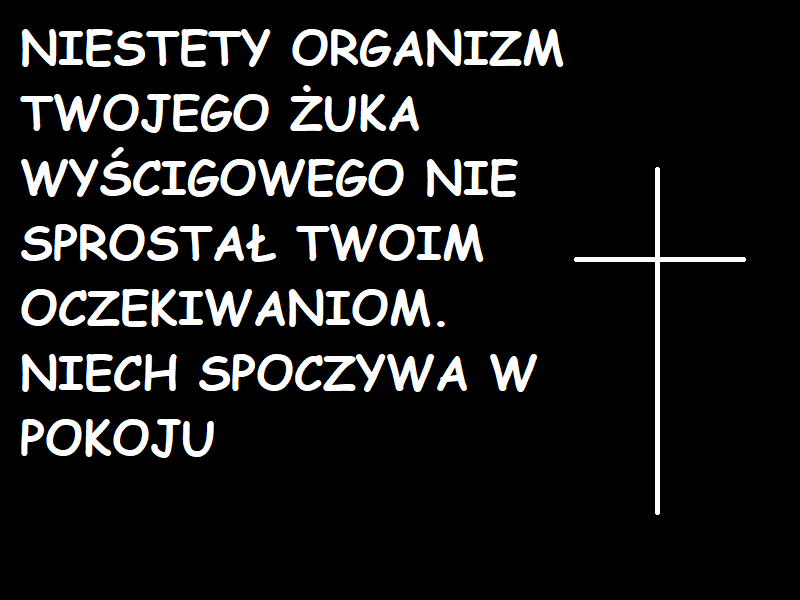 NIESTETY ORGANIZM
TWOJEGO ŻUKA
WYŚCIGOWEGO NIE
SPROSTAŁ TWOIM
OCZEKIWANIOM.
NIECH SPOCZYWA W
POKOJU